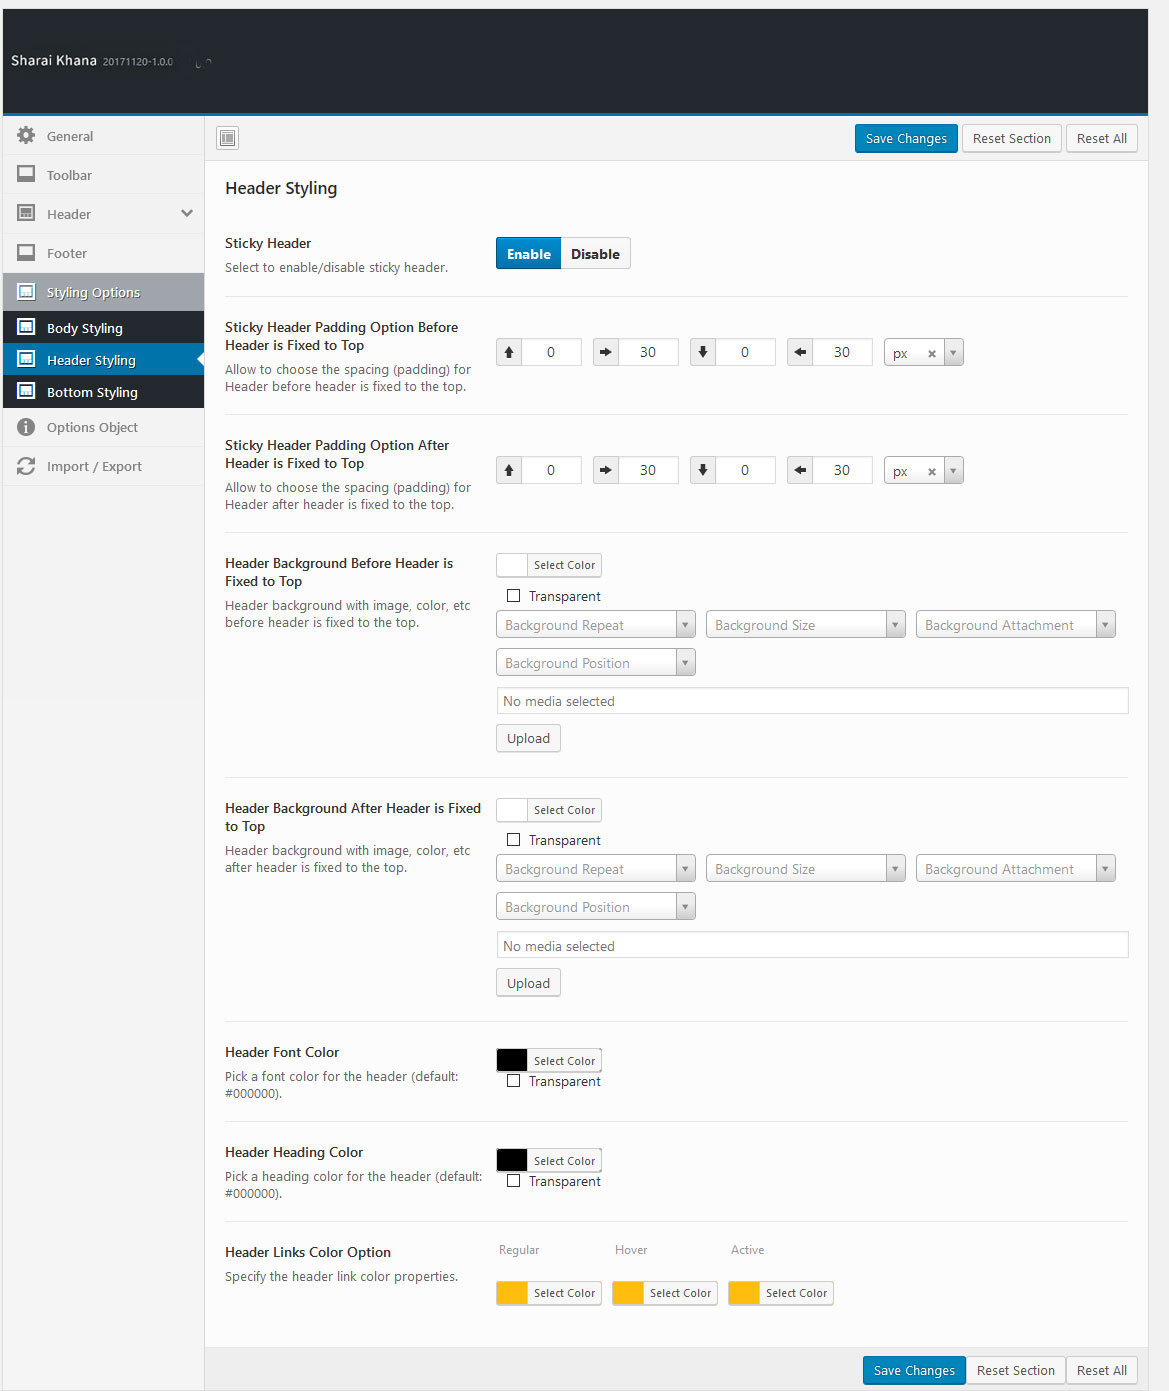 Sharai Khana 20171120-1.0.0
General
Toolbar
Header
Footer
Styling Options
Body Styling
Header Styling
Bottom Styling
Options Object
Import / Export
Save Changes Reset Section Reset All
Header Styling
Sticky Header
Select to enable/disable sticky header.
Enable Disable
Sticky Header Padding Option Before
Header is Fixed to Top
Allow to choose the spacing (padding) for
Header before header is fixed to the top.
0 30 0 30 px
Sticky Header Padding Option After
Header is Fixed to Top
Allow to choose the spacing (padding) for
Header after header is fixed to the top.
0 30 0 30 px
Header Background Before Header is
Fixed to Top
Header background with image, color, etc
before header is fixed to the top.
Select Color
Transparent
Background Repeat Background Size Background Attachment
Background Position
No media selected
Upload
Header Background After Header is Fixed
to Top
Header background with image, color, etc
after header is fixed to the top.
Select Color
Transparent
Background Repeat Background Size Background Attachment
Background Position
No media selected
Upload
Header Font Color
Pick a font color for the header (default:
#000000).
Select Color
Transparent
Header Heading Color
Pick a heading color for the header (default:
#000000).
Select Color
Transparent
Header Links Color Option
Specify the header link color properties.
Regular Hover Active
Select Color Select Color Select Color
Save Changes Reset Section Reset All